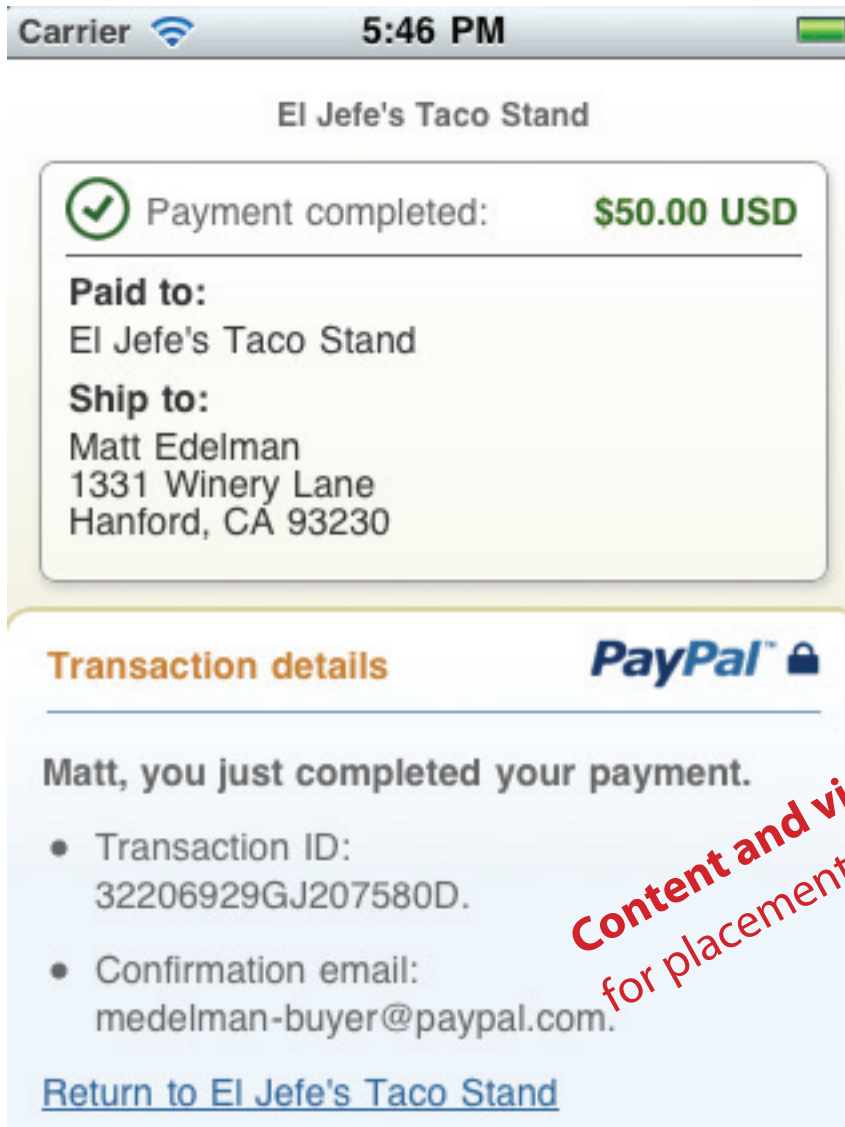 Carrier 5:46 PM
El Jefe's Taco Stand
Payment completed: $50.00 USD
Paid to:
El Jefe's Taco Stand
Ship to:
Matt Edelman
1331 Winery Lane
Hanford, CA 93230
Transaction details PayPal™
Matt, you just completed your payment.
• Transaction ID:
32206929GJ207580D.
• Confirmation email:
medelman-buyer@paypal.com.
Content and vi
for placement
Return to El Jefe's Taco Stand